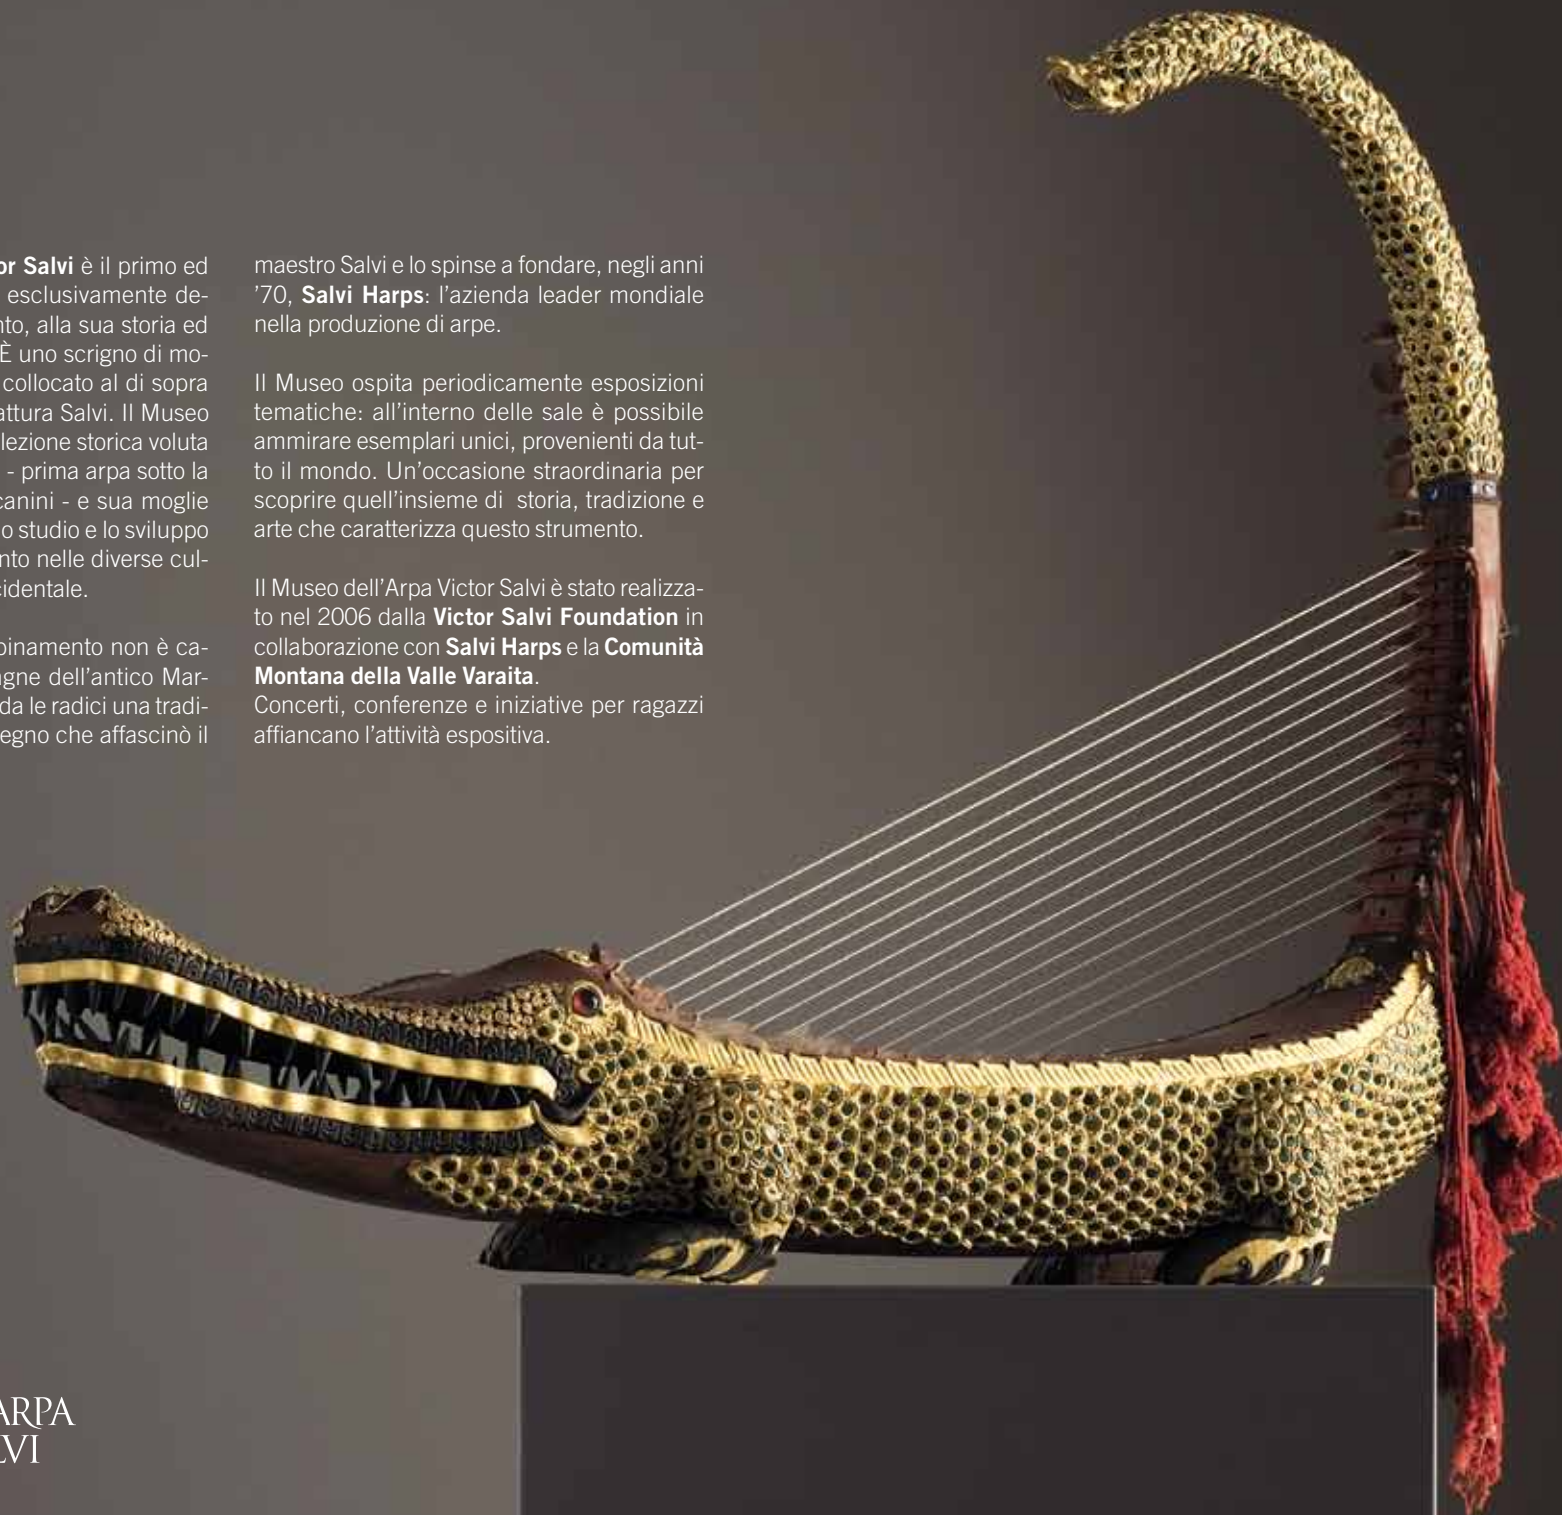 or Salvi è il primo ed
esclusivamente de-
nto, alla sua storia ed
È uno scrigno di mo-
collocato al di sopra
attura Salvi. Il Museo
lezione storica voluta
- prima arpa sotto la
canini - e sua moglie
o studio e lo sviluppo
nto nelle diverse cul-
cidentale.
binamento non è ca-
agne dell'antico Mar-
da le radici una tradi-
egno che affascinò il
maestro Salvi e lo spinse a fondare, negli anni
'70, Salvi Harps: l'azienda leader mondiale
nella produzione di arpe.
Il Museo ospita periodicamente esposizioni
tematiche: all'interno delle sale è possibile
ammirare esemplari unici, provenienti da tut-
to il mondo. Un'occasione straordinaria per
scoprire quell'insieme di storia, tradizione e
arte che caratterizza questo strumento.
Il Museo dell'Arpa Victor Salvi è stato realizza-
to nel 2006 dalla Victor Salvi Foundation in
collaborazione con Salvi Harps e la Comunità
Montana della Valle Varaita.
Concerti, conferenze e iniziative per ragazzi
affiancano l'attività espositiva.
ARPA
LVI